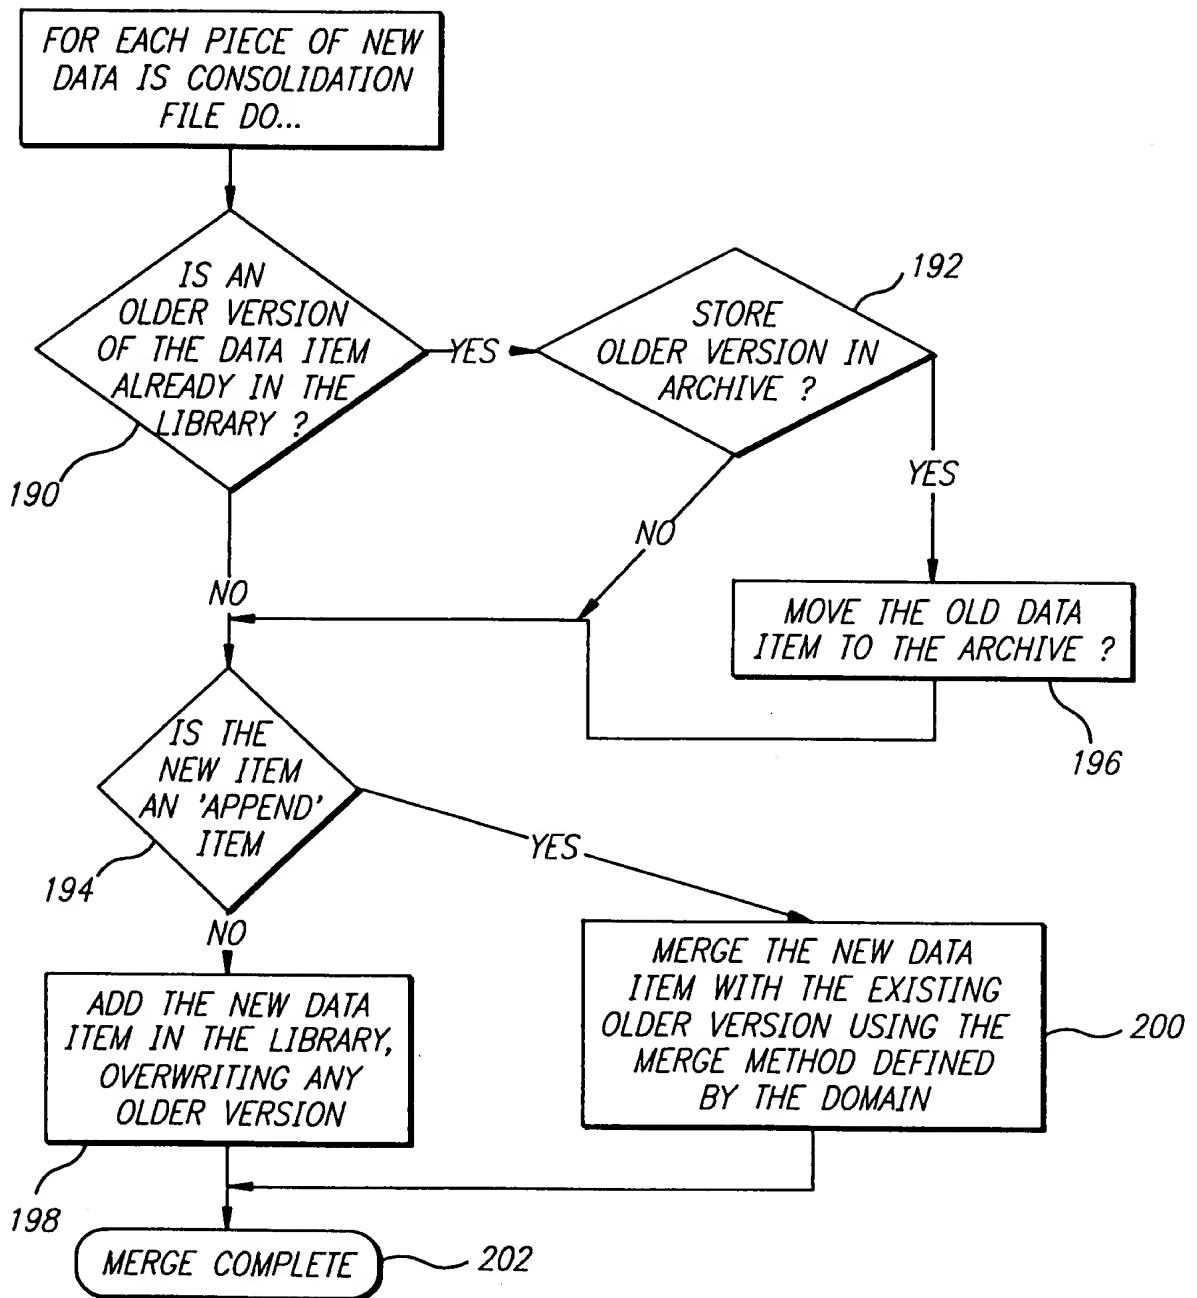 FOR EACH PIECE OF NEW
DATA IS CONSOLIDATION
FILE DO...
IS AN
OLDER VERSION
OF THE DATA ITEM
ALREADY IN THE
LIBRARY ?
190
YES
STORE
OLDER VERSION IN
ARCHIVE ?
192
NO
NO
YES
MOVE THE OLD DATA
ITEM TO THE ARCHIVE ?
196
IS THE
NEW ITEM
AN 'APPEND'
ITEM
194
YES
NO
ADD THE NEW DATA
ITEM IN THE LIBRARY,
OVERWRITING ANY
OLDER VERSION
198
MERGE THE NEW DATA
ITEM WITH THE EXISTING
OLDER VERSION USING THE
MERGE METHOD DEFINED
BY THE DOMAIN
200
MERGE COMPLETE
202